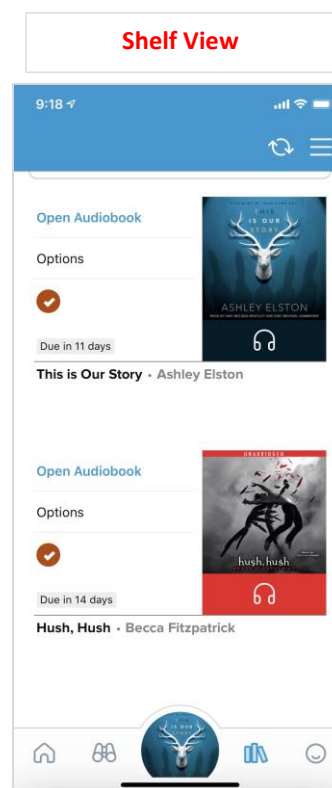 Shelf View
9:18
Open Audiobook
Options
Due in 11 days
THIS
IS OUR
STORY
ASHLEY ELSTON
This is Our Story · Ashley Elston
Open Audiobook
Options
Due in 14 days
UNABRIDGED
hush, hush
Hush, Hush · Becca Fitzpatrick